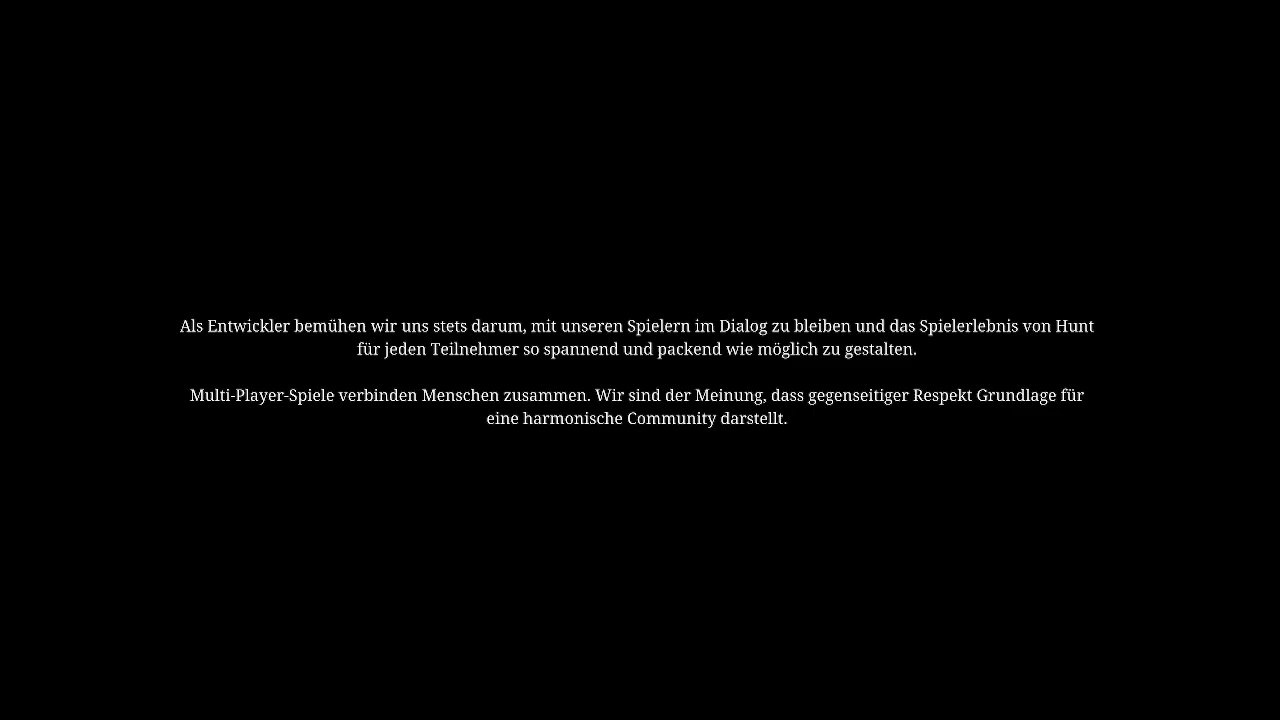 Als Entwickler bemühen wir uns stets darum, mit unseren Spielern im Dialog zu bleiben und das Spielerlebnis von Hunt
für jeden Teilnehmer so spannend und packend wie möglich zu gestalten.
Multi-Player-Spiele verbinden Menschen zusammen. Wir sind der Meinung, dass gegenseitiger Respekt Grundlage für
eine harmonische Community darstellt.